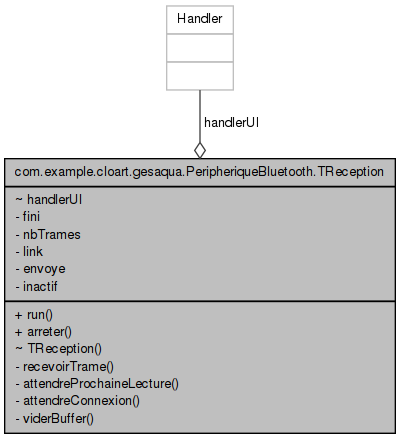 Handler
handlerUI
com.example.cloart.gesaqua.PeripheriqueBluetooth.TReception
~ handlerUI
- fini
- nbTrames
- link
- envoye
- inactif
+ run()
+ arreter()
~ TReception()
- recevoirTrame()
- attendreProchaineLecture()
- attendreConnexion()
- viderBuffer()